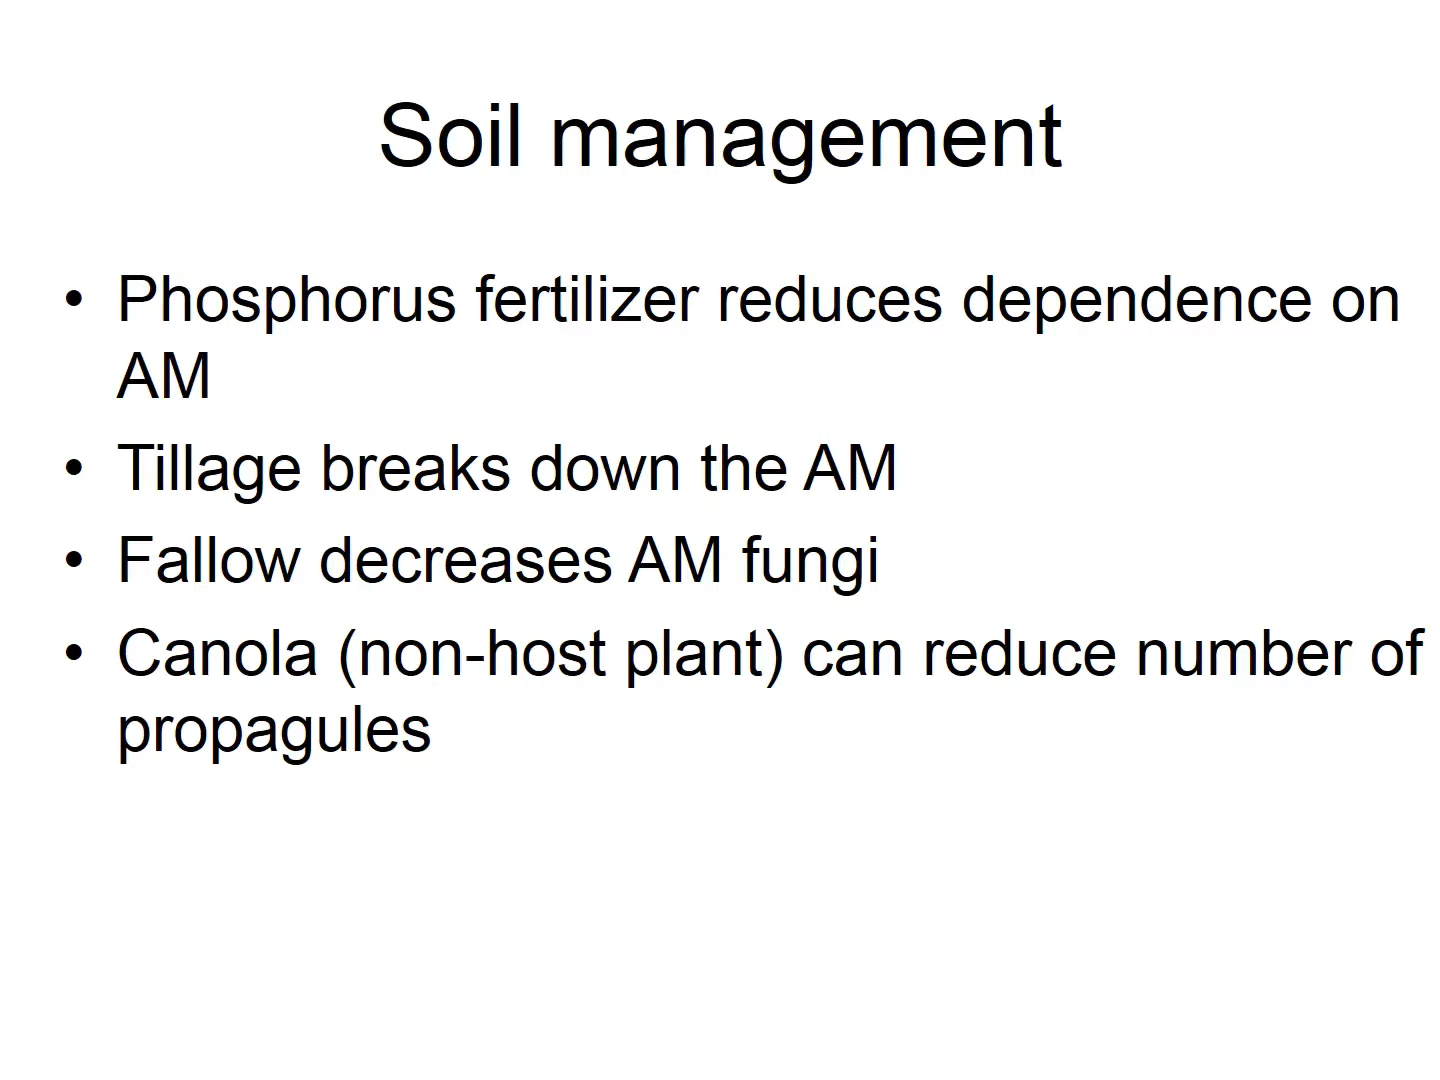 Soil management
• Phosphorus fertilizer reduces dependence on
AM
• Tillage breaks down the AM
• Fallow decreases AM fungi
• Canola (non-host plant) can reduce number of
propagules